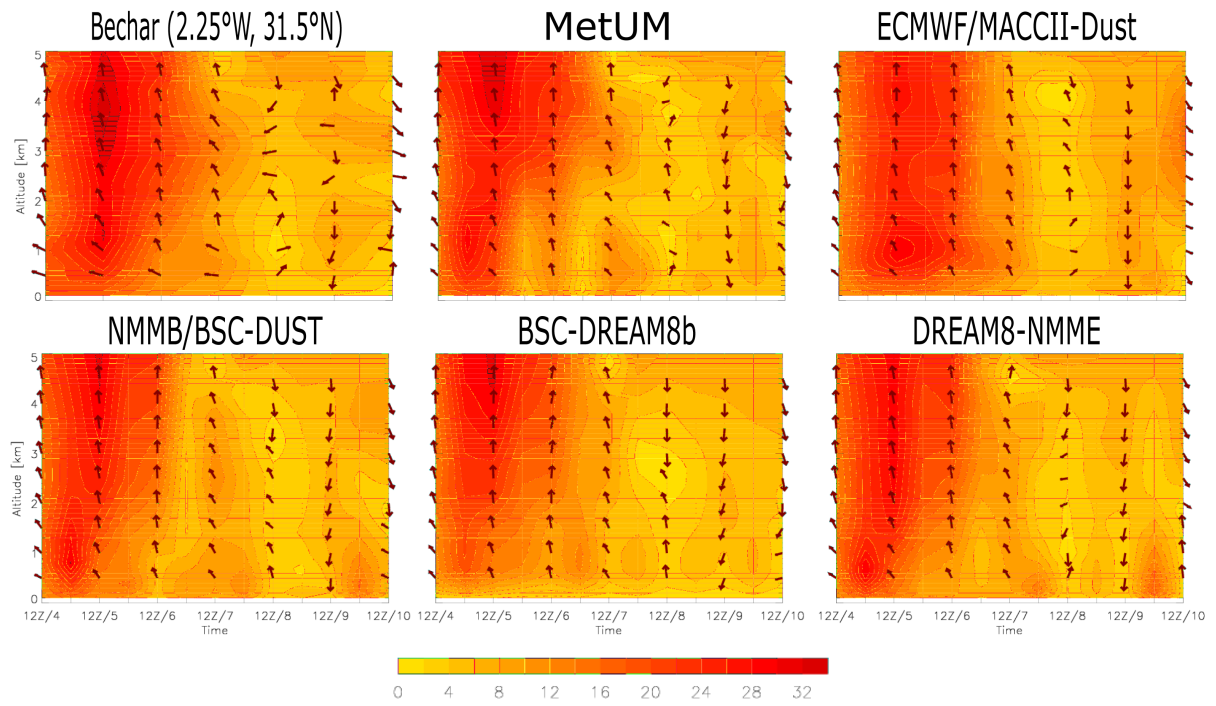 Bechar (2.25°W, 31.5°N)
MetUM
ECMWF/MACCII-Dust
5
4
3
2
1
0
Altitude [km]
NMMB/BSC-DUST
BSC-DREAM8b
DREAM8-NMME
5
4
3
2
1
0
Altitude [km]
12Z/4 12Z/5 12Z/6 12Z/7 12Z/8 12Z/9 12Z/10
Time
12Z/4 12Z/5 12Z/6 12Z/7 12Z/8 12Z/9 12Z/10
Time
12Z/4 12Z/5 12Z/6 12Z/7 12Z/8 12Z/9 12Z/10
Time
0 4 8 12 16 20 24 28 32